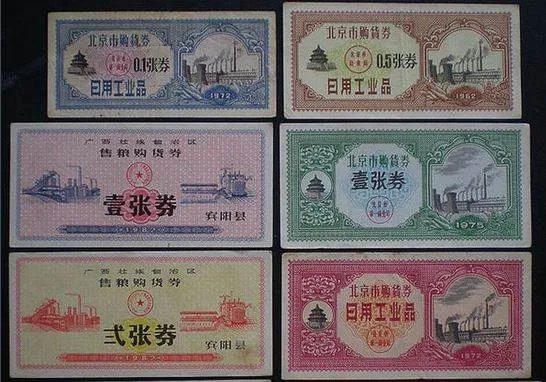 北京市购货券
0.1张券
日用工业品
1972
北京市购货券
0.5张券
日用工业品
1962
广西壮族自治区
售粮购货券
壹张券
宾阳县
1982
北京市购货券
壹张券
1975
广西壮族自治区
售粮购货券
弍张券
宾阳县
1982
北京市购货券
日用工业品
1972